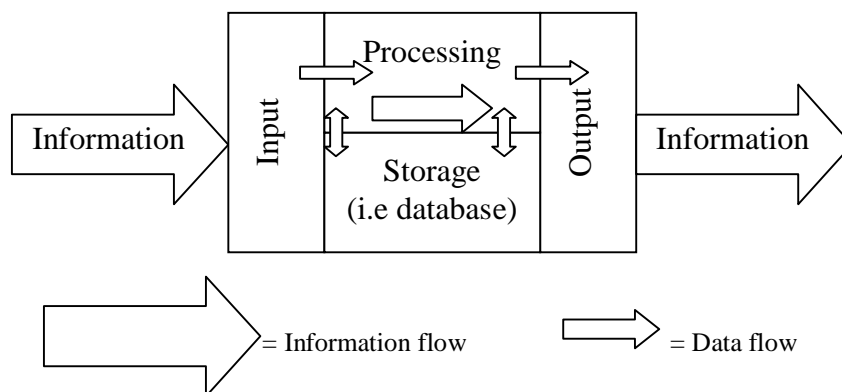 Information
Input
Processing
Storage
(i.e database)
Output
Information
= Information flow
= Data flow